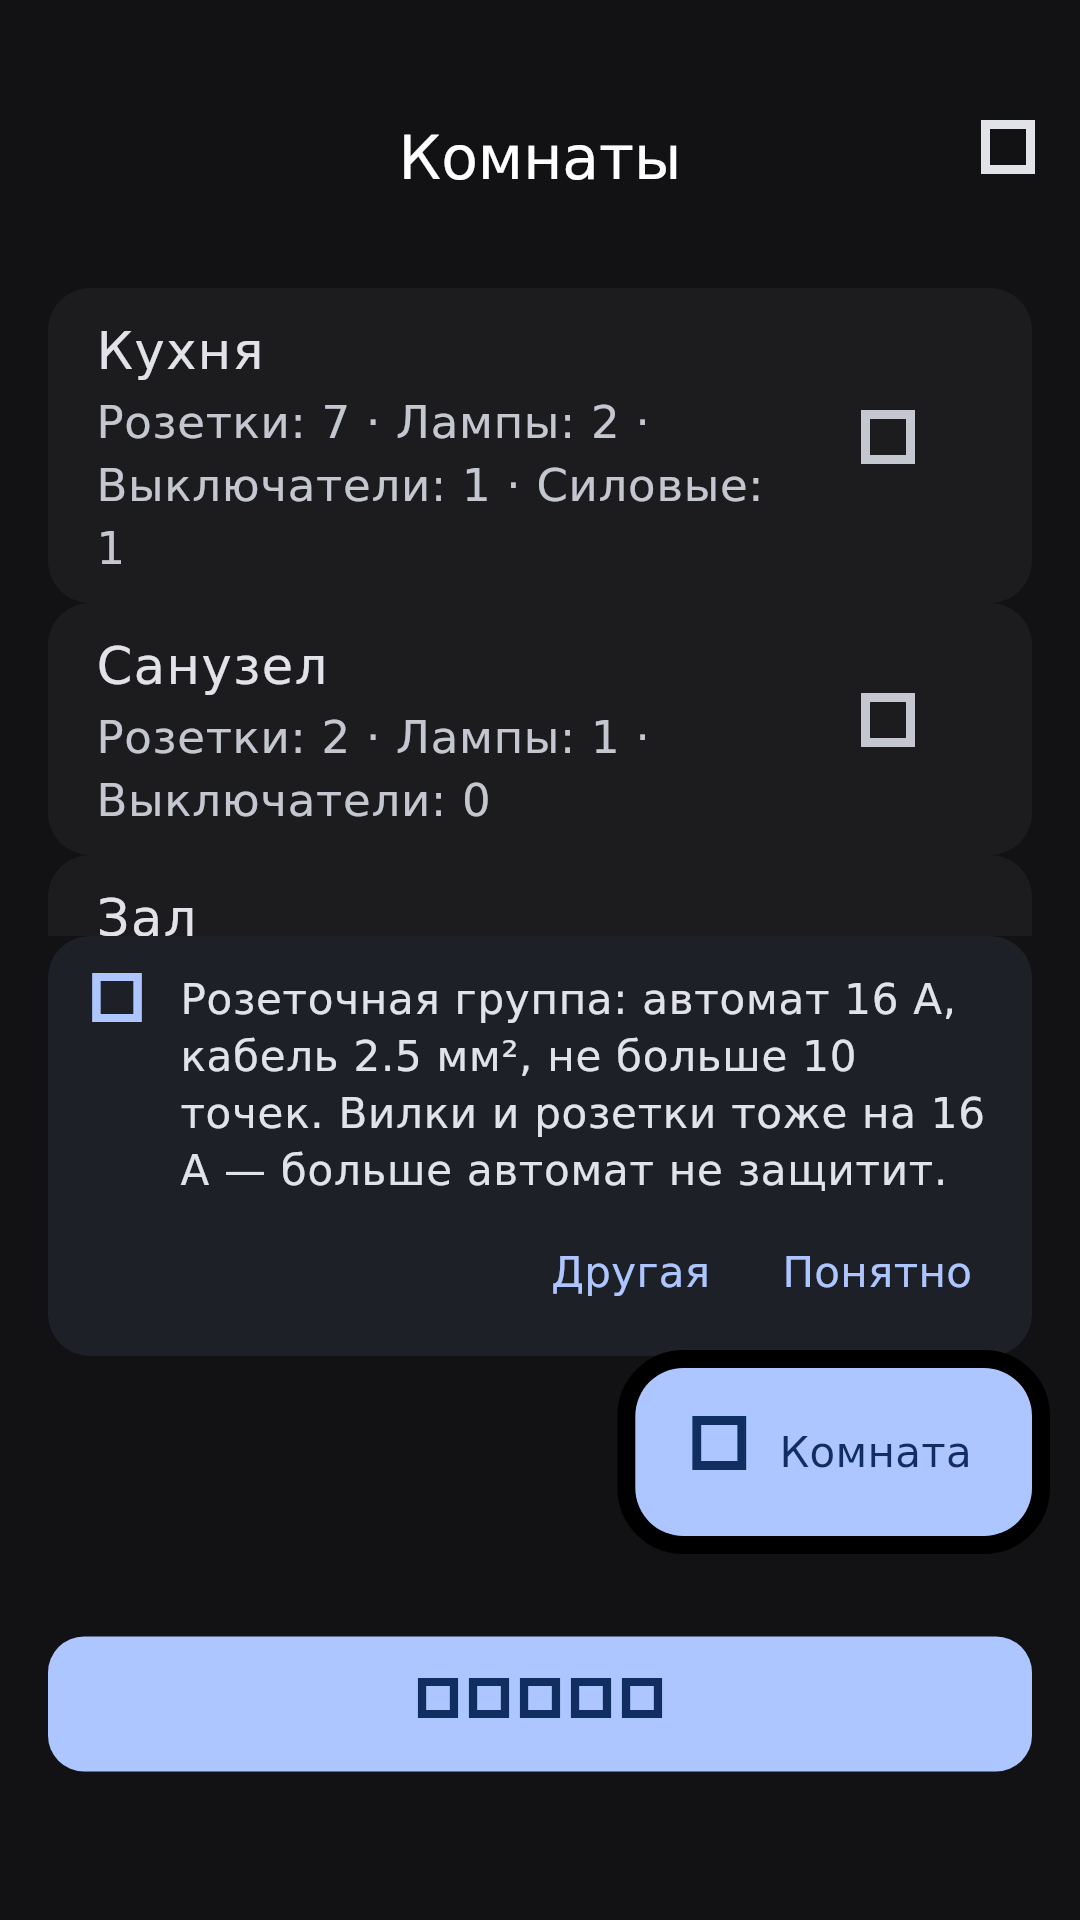 Комнаты
Кухня
Розетки: 7 · Лампы: 2 ·
Выключатели: 1 · Силовые:
1
Санузел
Розетки: 2 · Лампы: 1 ·
Выключатели: 0
Зал
Розеточная группа: автомат 16 А,
кабель 2.5 мм², не больше 10
точек. Вилки и розетки тоже на 16
А — больше автомат не защитит.
Другая Понятно
Комната